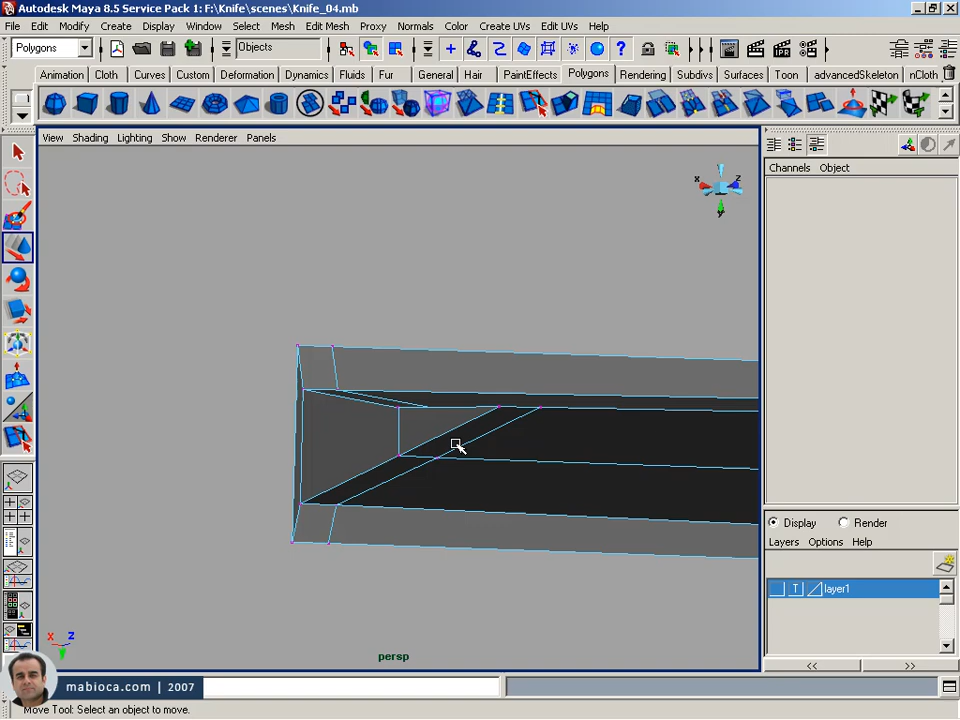 Autodesk Maya 8.5 Service Pack 1: F:\Knife\scenes\Knife_04.mb
File Edit Modify Create Display Window Select Mesh Edit Mesh Proxy Normals Color Create UVs Edit UVs Help
Polygons Objects
Animation Cloth Curves Custom Deformation Dynamics Fluids Fur General Hair PaintEffects Polygons Rendering Subdivs Surfaces Toon advancedSkeleton nCloth
View Shading Lighting Show Renderer Panels
Channels Object
x z
y
Display Render
Layers Options Help
T layer1
X Z
Y
persp
<< >>
mabioca.com | 2007
Move Tool: Select an object to move.